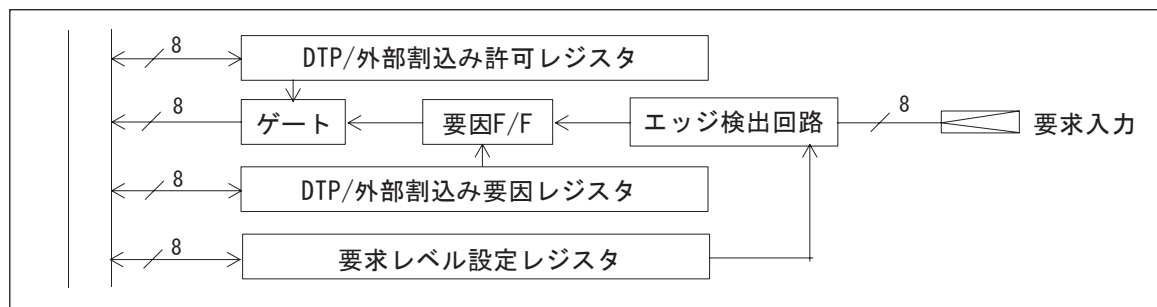 8
DTP/外部割込み許可レジスタ
8
ゲート
要因F/F
エッジ検出回路
8
要求入力
8
DTP/外部割込み要因レジスタ
8
要求レベル設定レジスタ